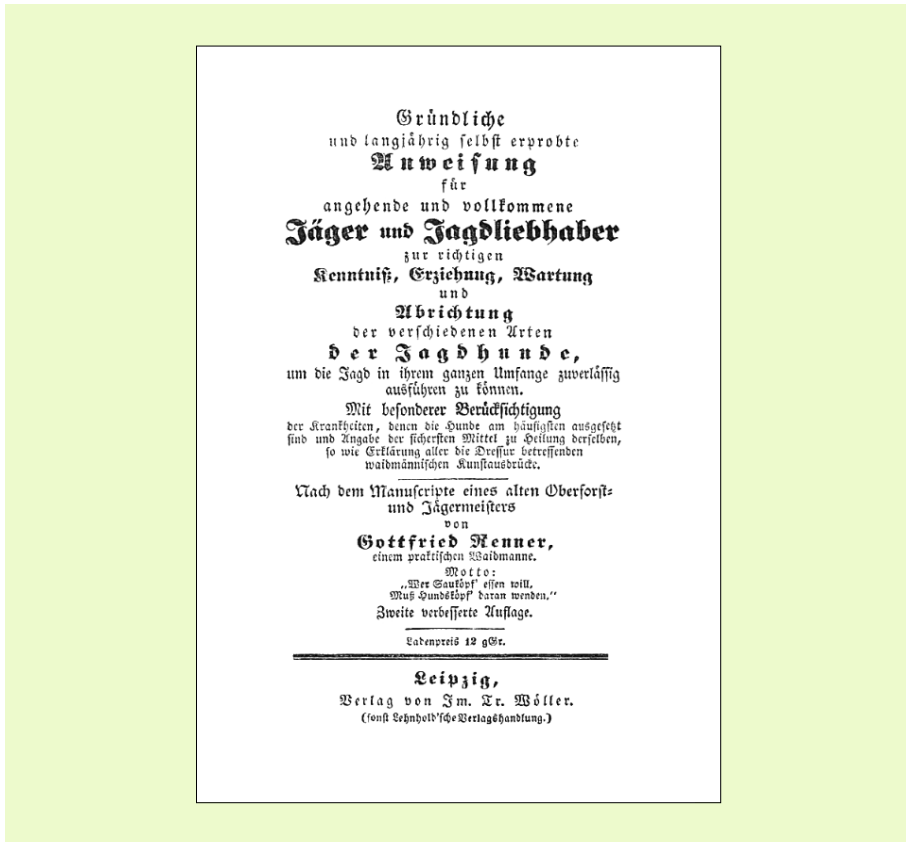 Gründliche
und langjährig selbst erprobte
Anweisung
für
angehende und vollkommene
Jäger und Jagdliebhaber
zur richtigen
Kenntniß, Erziehung, Wartung
und
Abrichtung
der verschiedenen Arten
der Jagdhunde,
um die Jagd in ihrem ganzen Umfange zuverlässig
ausführen zu können.
Mit besonderer Berücksichtigung
der Krankheiten, denen die Hunde am häufigsten ausgesetzt
sind und Angabe der sichersten Mittel zu Heilung derselben,
so wie Erklärung aller die Dressur betreffenden
waidmännischen Kunstausdrücke.
Nach dem Manuscripte eines alten Oberforst-
und Jägermeisters
von
Gottfried Renner,
einem praktischen Waidmanne.
Motto:
„Wer Sauköpf' essen will,
Muß Hundsköpf' daran wenden.“
Zweite verbesserte Auflage.
Ladenpreis 12 gGr.
Leipzig,
Verlag von Im. Tr. Wöller.
(sonst Lehnhold'sche Verlagshandlung.)